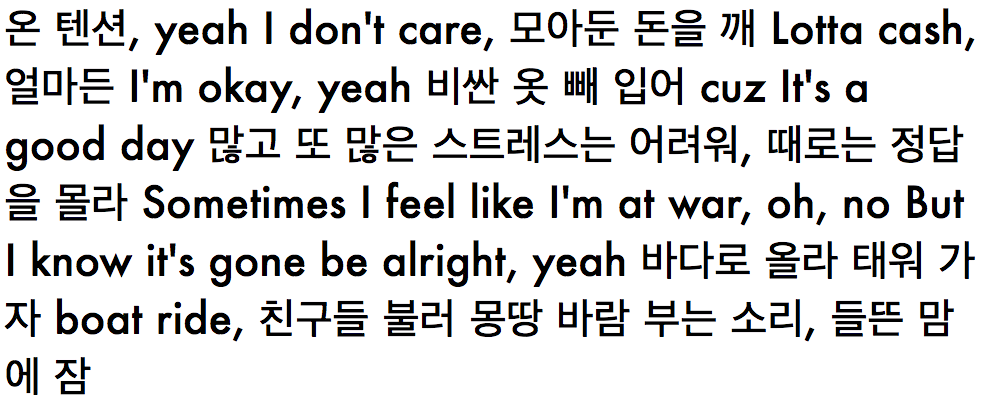 온 텐션, yeah I don't care, 모아둔 돈을 깨 Lotta cash,
얼마든 I'm okay, yeah 비싼 옷 빼 입어 cuz It's a
good day 많고 또 많은 스트레스는 어려워, 때로는 정답
을 몰라 Sometimes I feel like I'm at war, oh, no But
I know it's gone be alright, yeah 바다로 올라 태워 가
자 boat ride, 친구들 불러 몽땅 바람 부는 소리, 들뜬 맘
에 잠